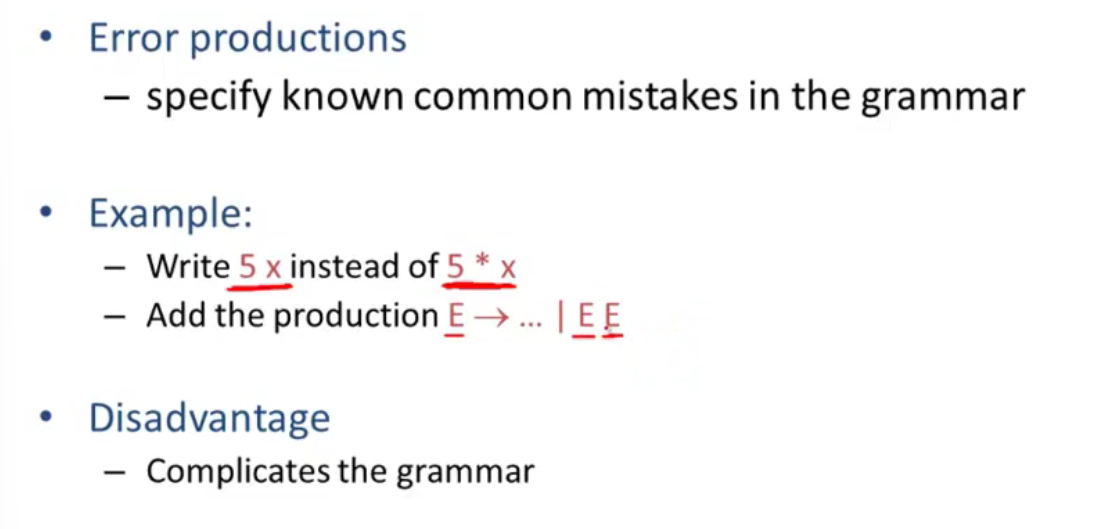 • Error productions
– specify known common mistakes in the grammar
• Example:
– Write 5 x instead of 5 * x
– Add the production E → ... | E E
• Disadvantage
– Complicates the grammar